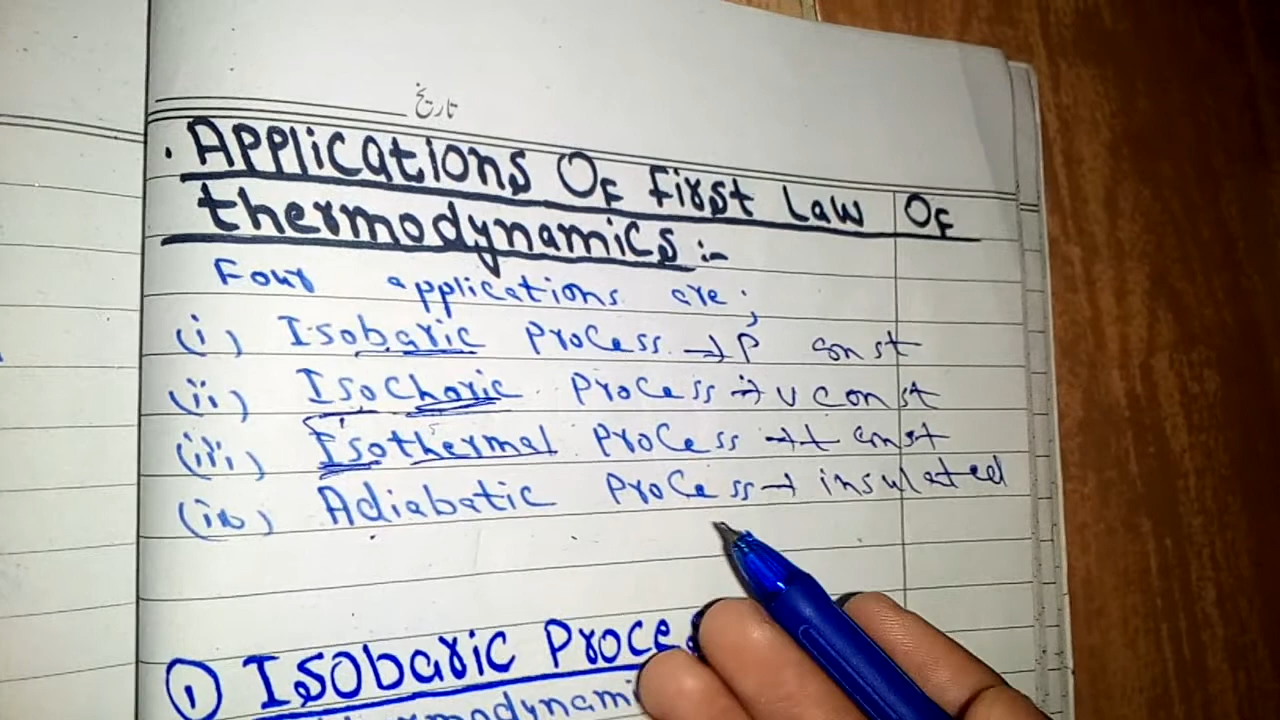 تاریخ
. Applications Of First Law Of
thermodynamics :-
Four applications are ;
(i) Isobaric Process → P const
(ii) Isochoric Process → v const
(iii) Isothermal Process → t const
(iv) Adiabatic Process → insulated
① Isobaric Proce